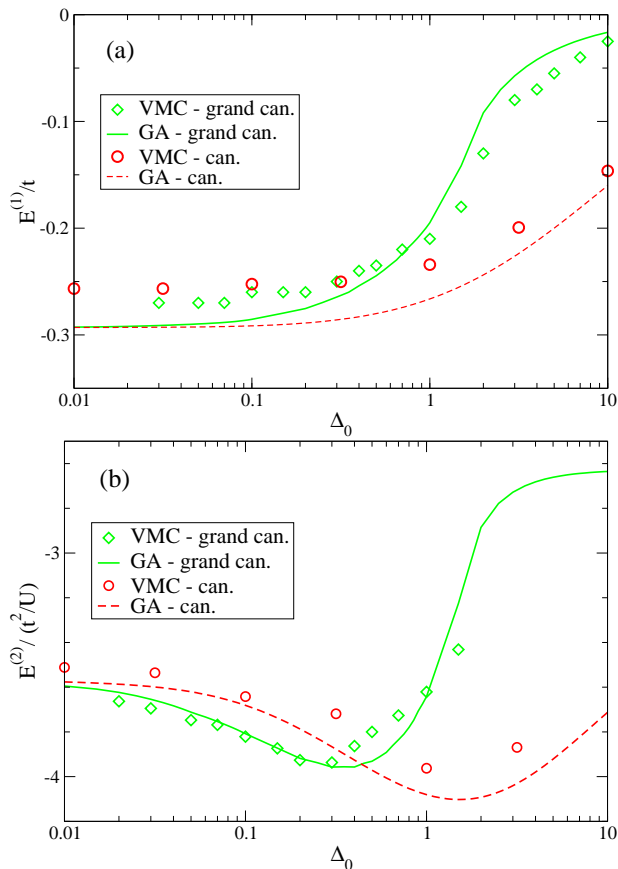 0
(a)
VMC - grand can.
GA - grand can.
VMC - can.
GA - can.
-0.1
-0.2
-0.3
E^(1)/t
0.01 0.1 1 10
Δ₀
(b)
VMC - grand can.
GA - grand can.
VMC - can.
GA - can.
-3
-4
E^(2)/ (t²/U)
0.01 0.1 1 10
Δ₀